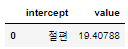 intercept value
0 절편 19.40788